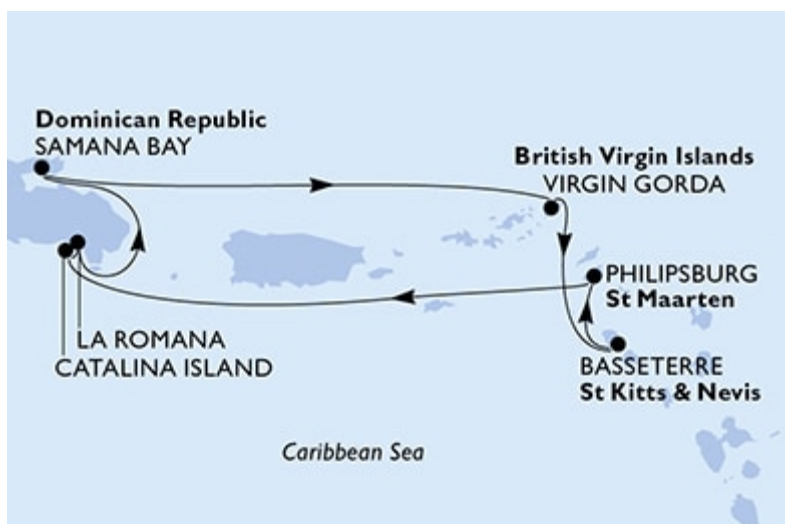 Dominican Republic
SAMANA BAY
British Virgin Islands
VIRGIN GORDA
PHILIPSBURG
St Maarten
LA ROMANA
CATALINA ISLAND
BASSETERRE
St Kitts & Nevis
Caribbean Sea